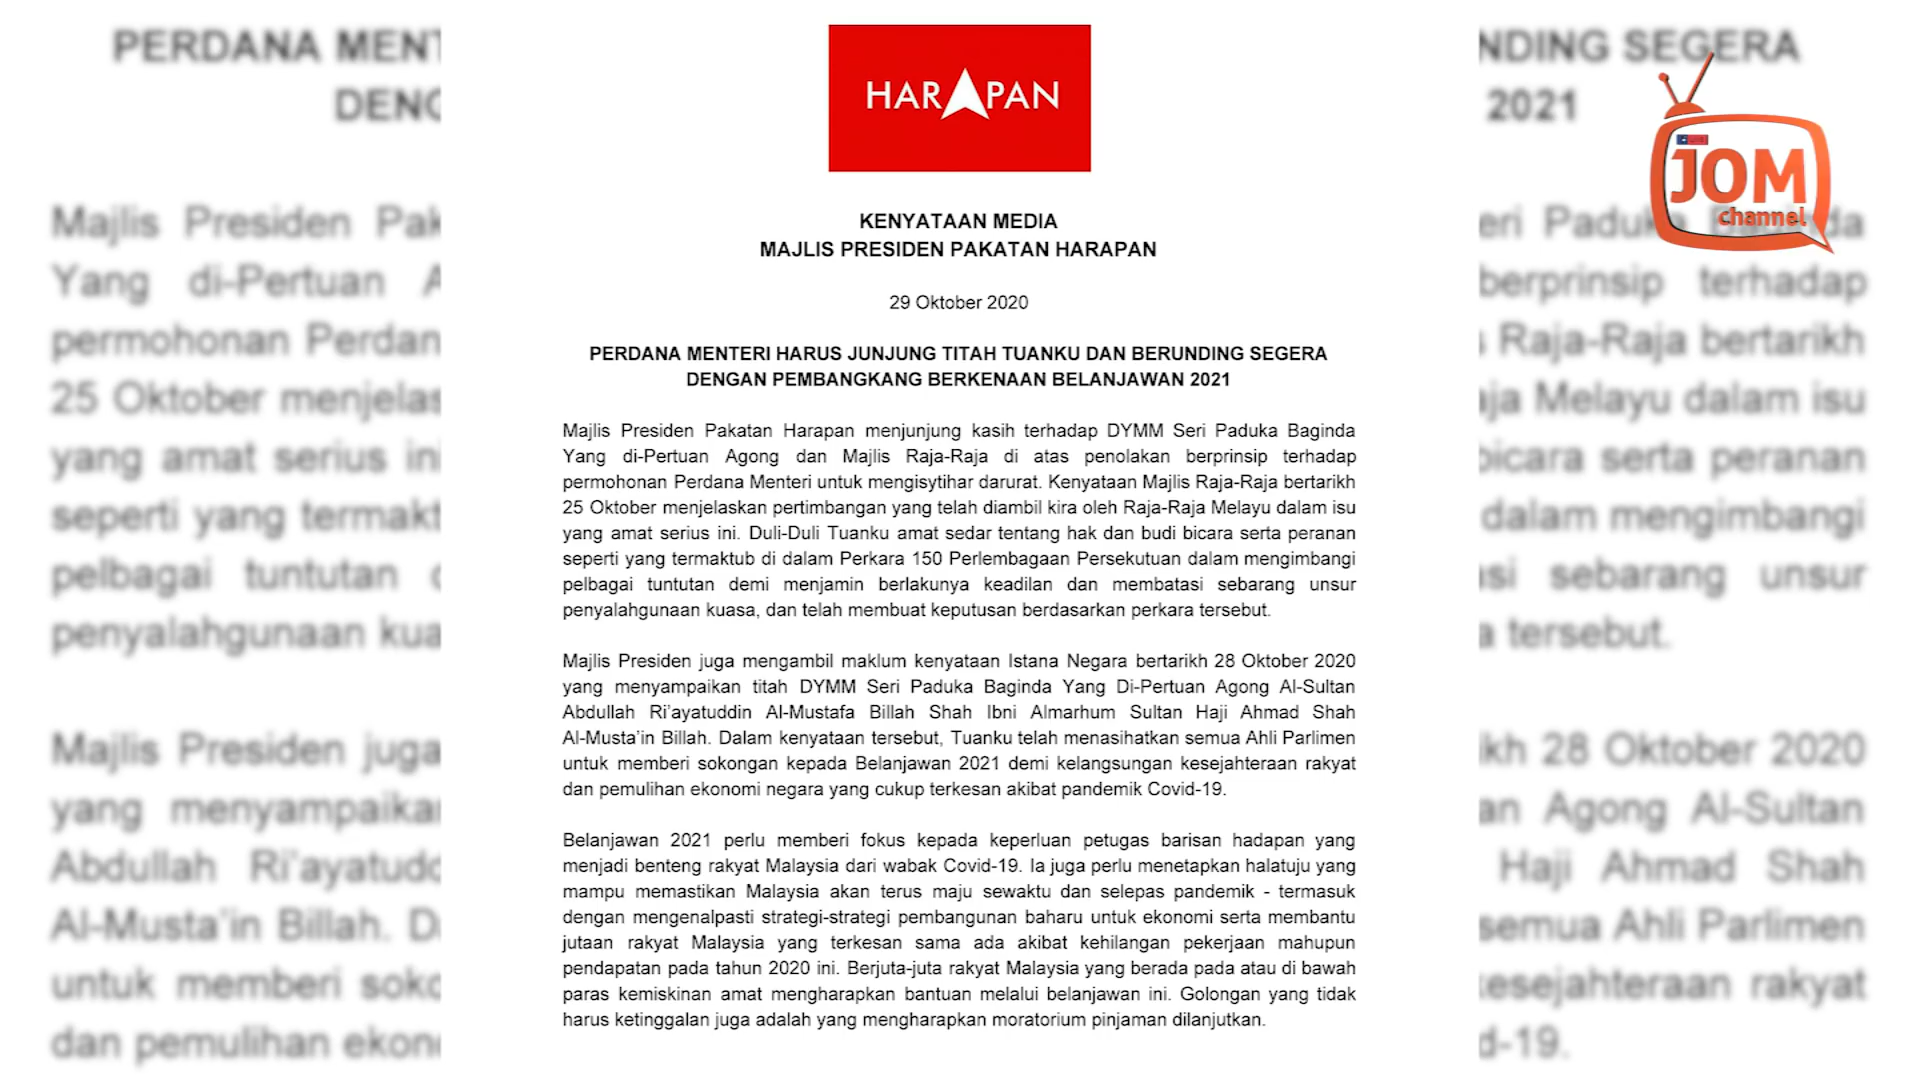 HARAPAN
KENYATAAN MEDIA
MAJLIS PRESIDEN PAKATAN HARAPAN
29 Oktober 2020
PERDANA MENTERI HARUS JUNJUNG TITAH TUANKU DAN BERUNDING SEGERA
DENGAN PEMBANGKANG BERKENAAN BELANJAWAN 2021
Majlis Presiden Pakatan Harapan menjunjung kasih terhadap DYMM Seri Paduka Baginda
Yang di-Pertuan Agong dan Majlis Raja-Raja di atas penolakan berprinsip terhadap
permohonan Perdana Menteri untuk mengisytihar darurat. Kenyataan Majlis Raja-Raja bertarikh
25 Oktober menjelaskan pertimbangan yang telah diambil kira oleh Raja-Raja Melayu dalam isu
yang amat serius ini. Duli-Duli Tuanku amat sedar tentang hak dan budi bicara serta peranan
seperti yang termaktub di dalam Perkara 150 Perlembagaan Persekutuan dalam mengimbangi
pelbagai tuntutan demi menjamin berlakunya keadilan dan membatasi sebarang unsur
penyalahgunaan kuasa, dan telah membuat keputusan berdasarkan perkara tersebut.
Majlis Presiden juga mengambil maklum kenyataan Istana Negara bertarikh 28 Oktober 2020
yang menyampaikan titah DYMM Seri Paduka Baginda Yang Di-Pertuan Agong Al-Sultan
Abdullah Ri'ayatuddin Al-Mustafa Billah Shah Ibni Almarhum Sultan Haji Ahmad Shah
Al-Musta'in Billah. Dalam kenyataan tersebut, Tuanku telah menasihatkan semua Ahli Parlimen
untuk memberi sokongan kepada Belanjawan 2021 demi kelangsungan kesejahteraan rakyat
dan pemulihan ekonomi negara yang cukup terkesan akibat pandemik Covid-19.
Belanjawan 2021 perlu memberi fokus kepada keperluan petugas barisan hadapan yang
menjadi benteng rakyat Malaysia dari wabak Covid-19. Ia juga perlu menetapkan halatuju yang
mampu memastikan Malaysia akan terus maju sewaktu dan selepas pandemik - termasuk
dengan mengenalpasti strategi-strategi pembangunan baharu untuk ekonomi serta membantu
jutaan rakyat Malaysia yang terkesan sama ada akibat kehilangan pekerjaan mahupun
pendapatan pada tahun 2020 ini. Berjuta-juta rakyat Malaysia yang berada pada atau di bawah
paras kemiskinan amat mengharapkan bantuan melalui belanjawan ini. Golongan yang tidak
harus ketinggalan juga adalah yang mengharapkan moratorium pinjaman dilanjutkan.
JOM
channel